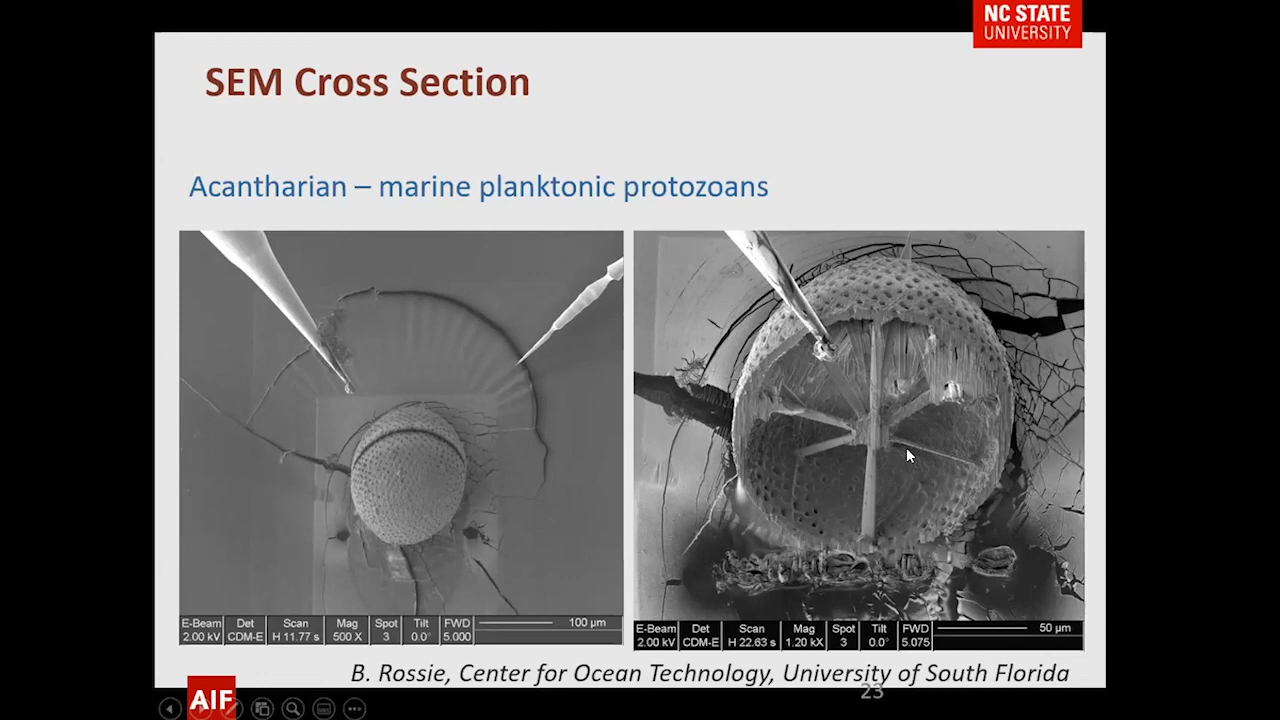 NC STATE
UNIVERSITY
SEM Cross Section
Acantharian – marine planktonic protozoans
E-Beam Det Scan Mag Spot Tilt FWD 100 µm
2.00 kV CDM-E H 11.77 s 500 X 3 0.0° 5.000
E-Beam Det Scan Mag Spot Tilt FWD 50 µm
2.00 kV CDM-E H 22.63 s 1.20 kX 3 0.0° 5.075
B. Rossie, Center for Ocean Technology, University of South Florida
23
AIF